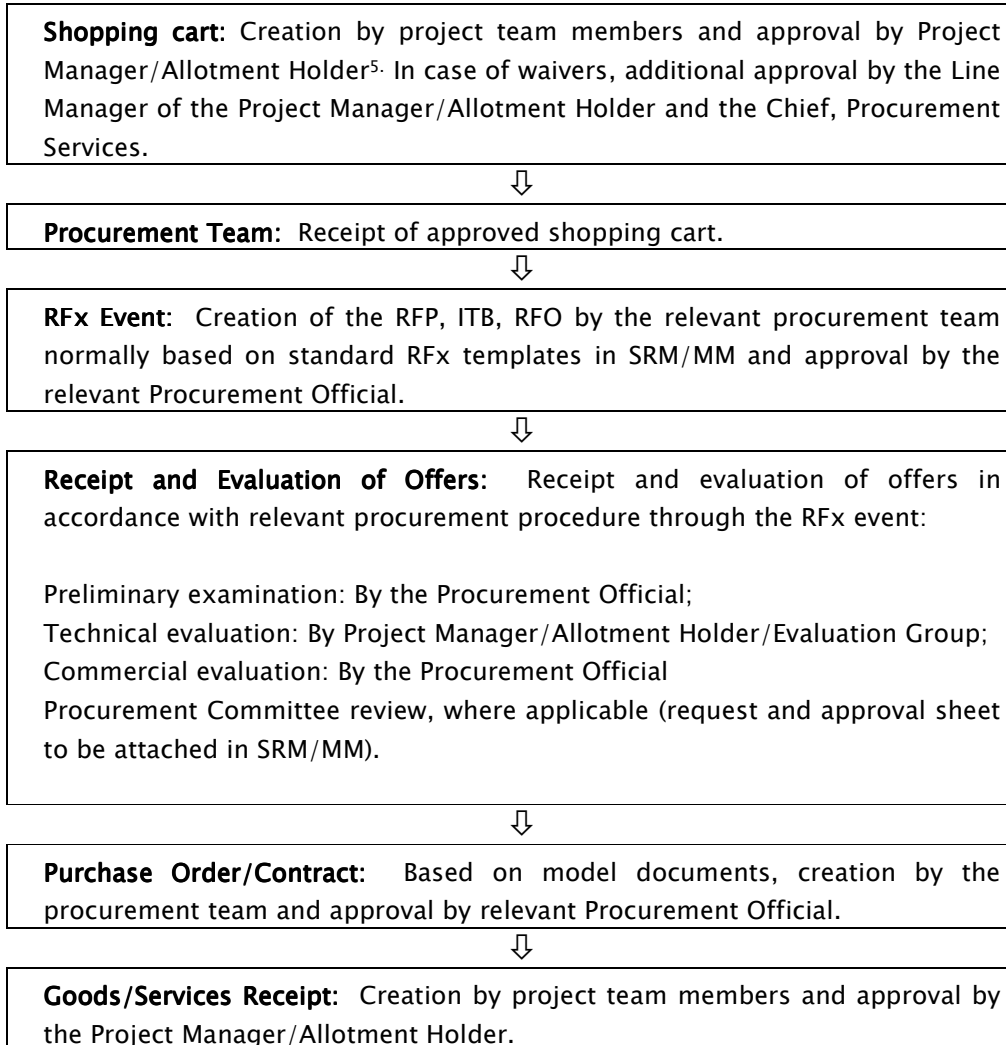 Shopping cart: Creation by project team members and approval by Project
Manager/Allotment Holder⁵· In case of waivers, additional approval by the Line
Manager of the Project Manager/Allotment Holder and the Chief, Procurement
Services.
⇩
Procurement Team: Receipt of approved shopping cart.
⇩
RFx Event: Creation of the RFP, ITB, RFO by the relevant procurement team
normally based on standard RFx templates in SRM/MM and approval by the
relevant Procurement Official.
⇩
Receipt and Evaluation of Offers: Receipt and evaluation of offers in
accordance with relevant procurement procedure through the RFx event:
Preliminary examination: By the Procurement Official;
Technical evaluation: By Project Manager/Allotment Holder/Evaluation Group;
Commercial evaluation: By the Procurement Official
Procurement Committee review, where applicable (request and approval sheet
to be attached in SRM/MM).
⇩
Purchase Order/Contract: Based on model documents, creation by the
procurement team and approval by relevant Procurement Official.
⇩
Goods/Services Receipt: Creation by project team members and approval by
the Project Manager/Allotment Holder.